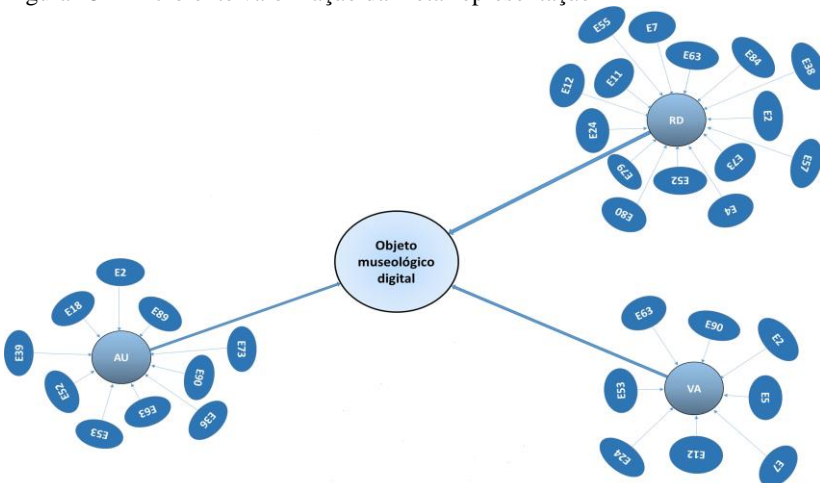 E55
E7
E63
E84
E38
E12
E11
E24
RD
E2
E79
E52
E73
E57
E80
E4
Objeto
museológico
digital
E2
E18
E89
E39
AU
E73
E52
E90
E53
E63
E36
E63
E90
E2
E53
VA
E5
E24
E12
E7